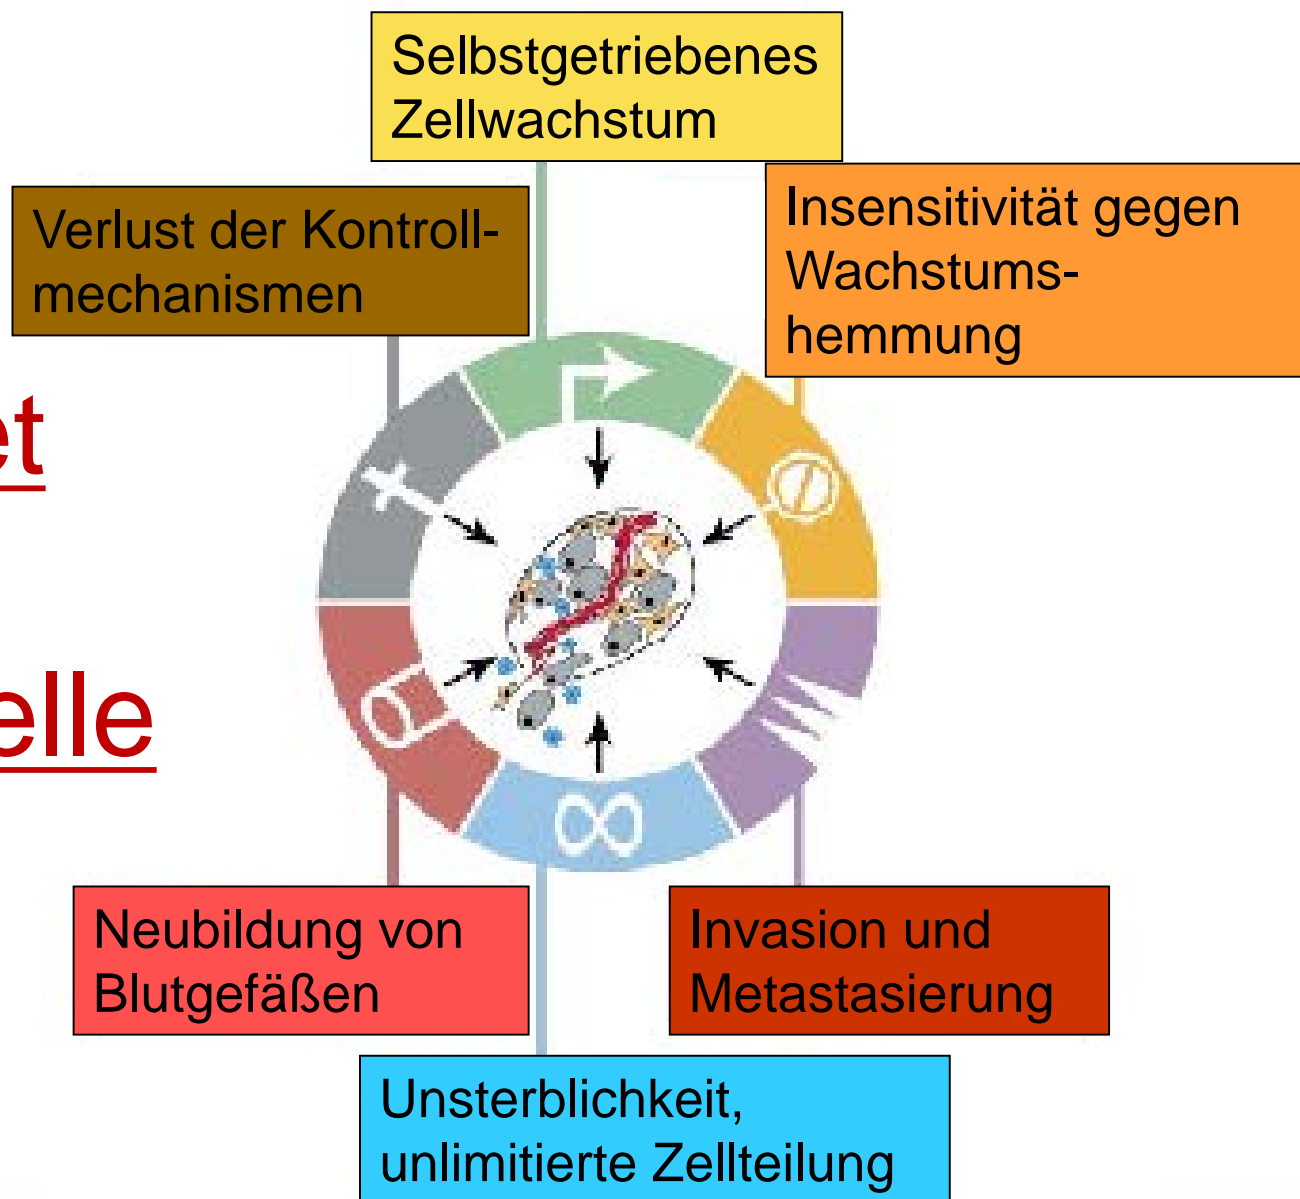 Selbstgetriebenes
Zellwachstum
Verlust der Kontroll-
mechanismen
Insensitivität gegen
Wachstums-
hemmung
et
elle
Neubildung von
Blutgefäßen
Invasion und
Metastasierung
Unsterblichkeit,
unlimitierte Zellteilung